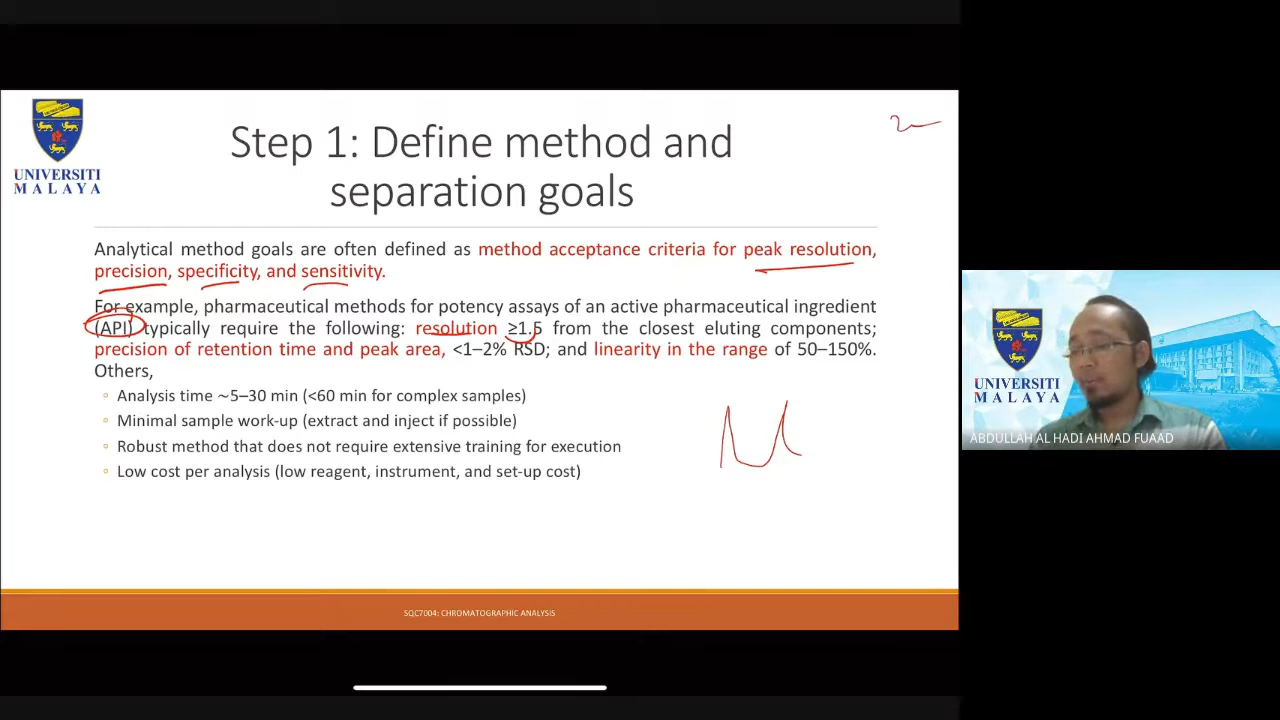 UNIVERSITI
MALAYA
Step 1: Define method and
separation goals
Analytical method goals are often defined as method acceptance criteria for peak resolution,
precision, specificity, and sensitivity.
For example, pharmaceutical methods for potency assays of an active pharmaceutical ingredient
(API) typically require the following: resolution ≥1.5 from the closest eluting components;
precision of retention time and peak area, <1–2% RSD; and linearity in the range of 50–150%.
Others,
◦ Analysis time ~5–30 min (<60 min for complex samples)
◦ Minimal sample work-up (extract and inject if possible)
◦ Robust method that does not require extensive training for execution
◦ Low cost per analysis (low reagent, instrument, and set-up cost)
SQC7004: CHROMATOGRAPHIC ANALYSIS
UNIVERSITI
MALAYA
ABDULLAH AL HADI AHMAD FUAAD